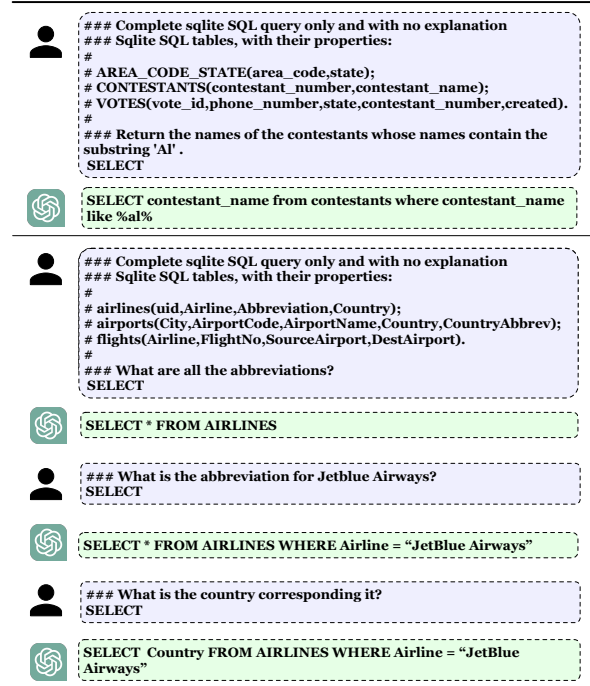 ### Complete sqlite SQL query only and with no explanation
### Sqlite SQL tables, with their properties:
#
# AREA_CODE_STATE(area_code,state);
# CONTESTANTS(contestant_number,contestant_name);
# VOTES(vote_id,phone_number,state,contestant_number,created).
#
### Return the names of the contestants whose names contain the
substring 'Al' .
SELECT
SELECT contestant_name from contestants where contestant_name
like %al%
### Complete sqlite SQL query only and with no explanation
### Sqlite SQL tables, with their properties:
#
# airlines(uid,Airline,Abbreviation,Country);
# airports(City,AirportCode,AirportName,Country,CountryAbbrev);
# flights(Airline,FlightNo,SourceAirport,DestAirport).
#
### What are all the abbreviations?
SELECT
SELECT * FROM AIRLINES
### What is the abbreviation for Jetblue Airways?
SELECT
SELECT * FROM AIRLINES WHERE Airline = “JetBlue Airways”
### What is the country corresponding it?
SELECT
SELECT Country FROM AIRLINES WHERE Airline = “JetBlue
Airways”